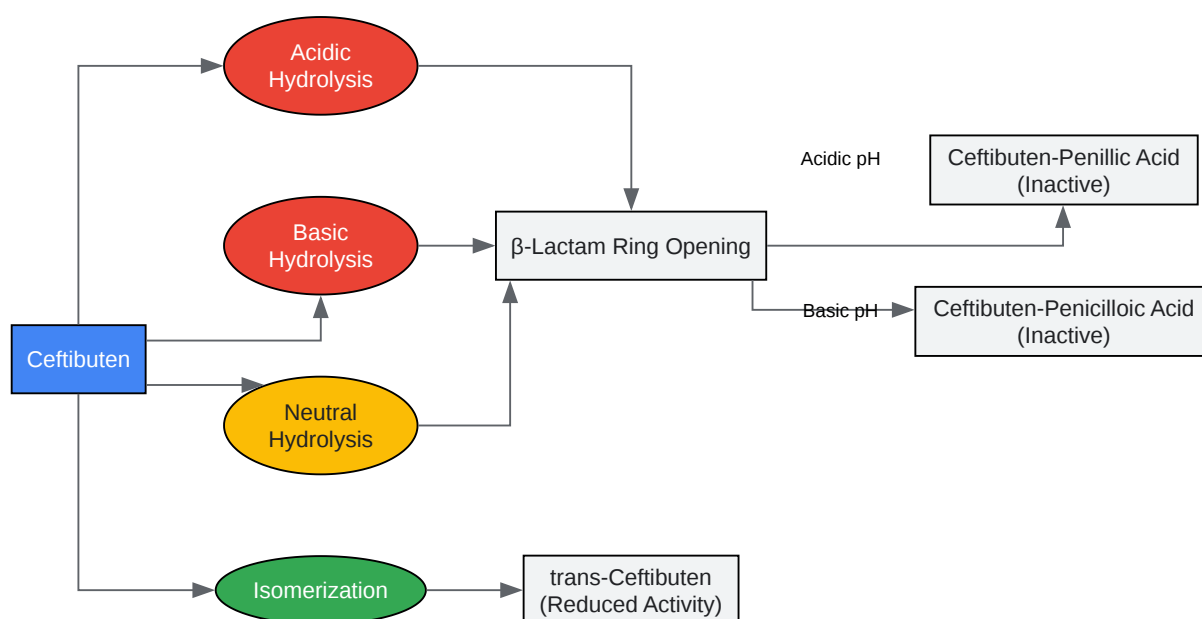 Acidic
Hydrolysis
Acidic pH
Ceftibuten-Penillic Acid
(Inactive)
Basic
Hydrolysis
β-Lactam Ring Opening
Basic pH
Ceftibuten-Penicilloic Acid
(Inactive)
Ceftibuten
Neutral
Hydrolysis
Isomerization
trans-Ceftibuten
(Reduced Activity)